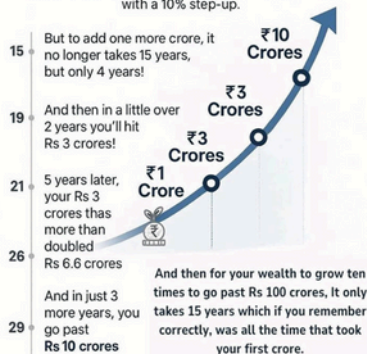 with a 10% step-up.
15
But to add one more crore, it
no longer takes 15 years,
but only 4 years!
19
And then in a little over
2 years you'll hit
Rs 3 crores!
21
5 years later,
your Rs 3
crores thas
more than
doubled
Rs 6.6 crores
26
And in just 3
more years, you
go past
Rs 10 crores
29
₹1
Crore
₹3
Crores
₹3
Crores
₹10
Crores
₹
And then for your wealth to grow ten
times to go past Rs 100 crores, It only
takes 15 years which if you remember
correctly, was all the time that took
your first crore.